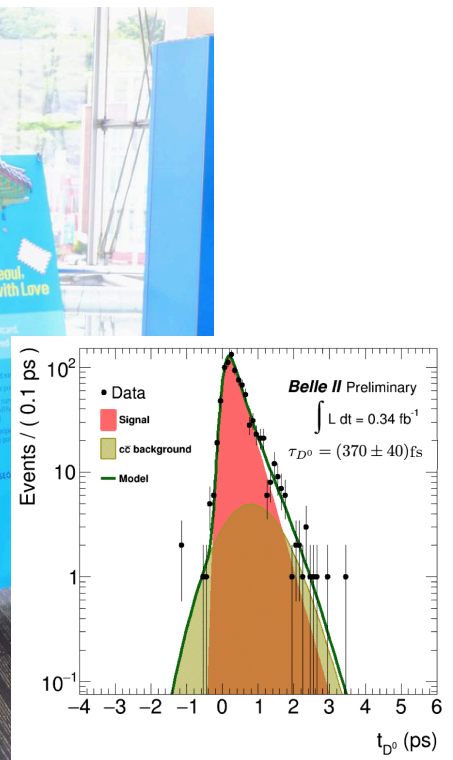 eoul,
with Love
Events / ( 0.1 ps )
10²
10
1
10⁻¹
Data
Signal
cc̄ background
Model
Belle II Preliminary
∫ L dt = 0.34 fb⁻¹
τ_D⁰ = (370 ± 40)fs
−4 −3 −2 −1 0 1 2 3 4 5 6
t_D⁰ (ps)